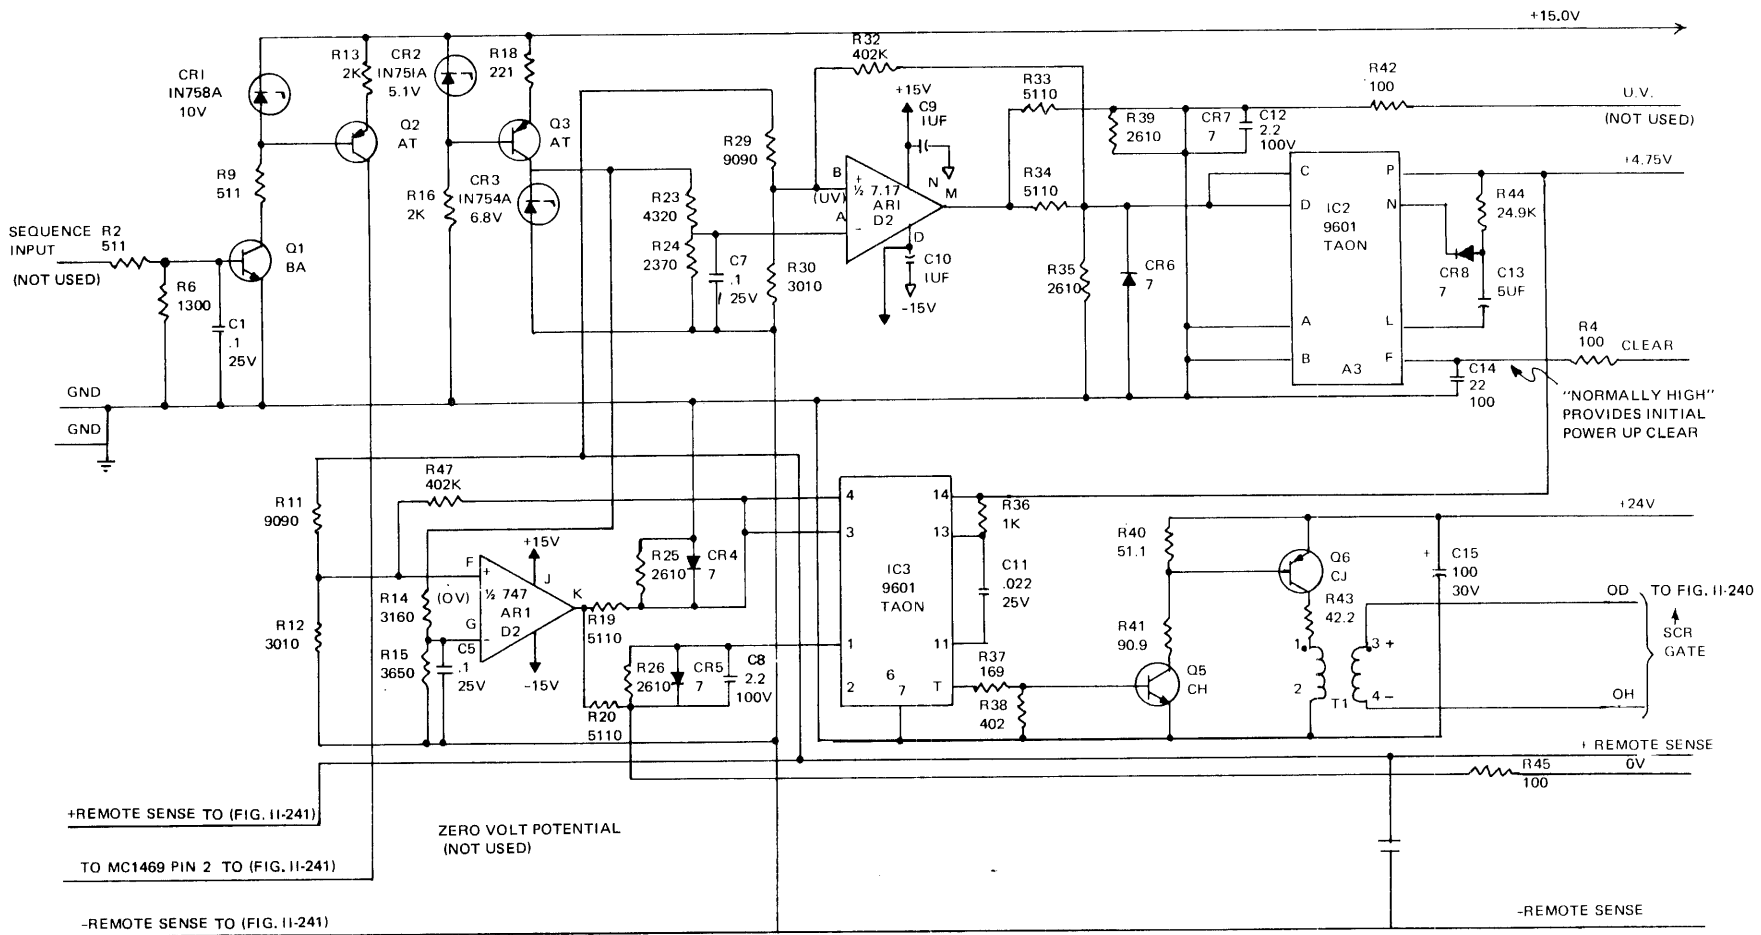 +15.0V
CR1
IN758A
10V
R13
2K
CR2
IN751A
5.1V
R18
221
R32
402K
+15V
C9
1UF
R33
5110
R42
100
U.V.
(NOT USED)
Q2
AT
Q3
AT
R29
9090
R39
2610
CR7
7
C12
2.2
100V
+4.75V
R9
511
R16
2K
CR3
IN754A
6.8V
R23
4320
B
+
(UV)
½ 7.17
AR1
D2
A
-
N
M
D
R34
5110
C
D
IC2
9601
TAON
P
N
R44
24.9K
SEQUENCE
INPUT
(NOT USED)
R2
511
Q1
BA
R6
1300
C1
.1
25V
R24
2370
C7
.1
25V
R30
3010
C10
1UF
-15V
R35
2610
CR6
7
CR8
7
C13
5UF
A
B
L
F
A3
R4
100
CLEAR
C14
22
100
"NORMALLY HIGH"
PROVIDES INITIAL
POWER UP CLEAR
GND
GND
R47
402K
R11
9090
4
3
14
13
R36
1K
+24V
+15V
F
+
J
(OV)
½ 747
AR1
D2
K
G
-
-15V
R25
2610
CR4
7
IC3
9601
TAON
C11
.022
25V
R40
51.1
Q6
CJ
+
C15
100
30V
R14
3160
R19
5110
R43
42.2
OD
TO FIG. II-240
SCR
GATE
R12
3010
R15
3650
C5
.1
25V
R26
2610
CR5
7
C8
2.2
100V
1
2
6
7
11
T
R37
169
R41
90.9
Q5
CH
1
2
T1
3 +
4 -
OH
R20
5110
R38
402
+ REMOTE SENSE
0V
R45
100
+REMOTE SENSE TO (FIG. II-241)
ZERO VOLT POTENTIAL
(NOT USED)
TO MC1469 PIN 2 TO (FIG. II-241)
-REMOTE SENSE TO (FIG. II-241)
-REMOTE SENSE